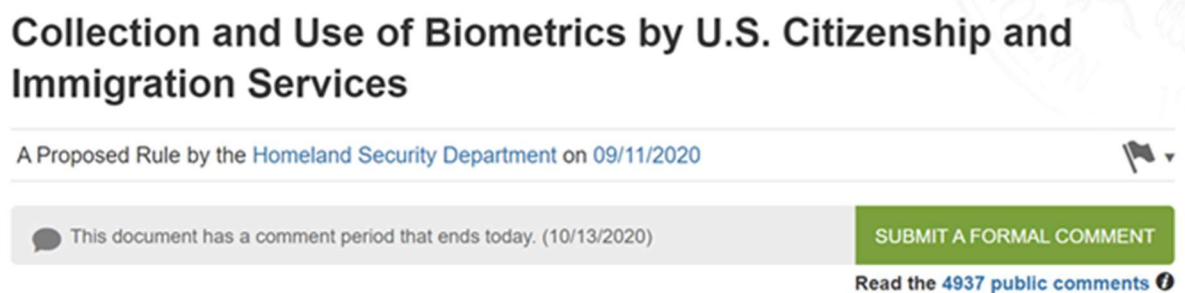 Collection and Use of Biometrics by U.S. Citizenship and
Immigration Services
A Proposed Rule by the Homeland Security Department on 09/11/2020
This document has a comment period that ends today. (10/13/2020)
SUBMIT A FORMAL COMMENT
Read the 4937 public comments